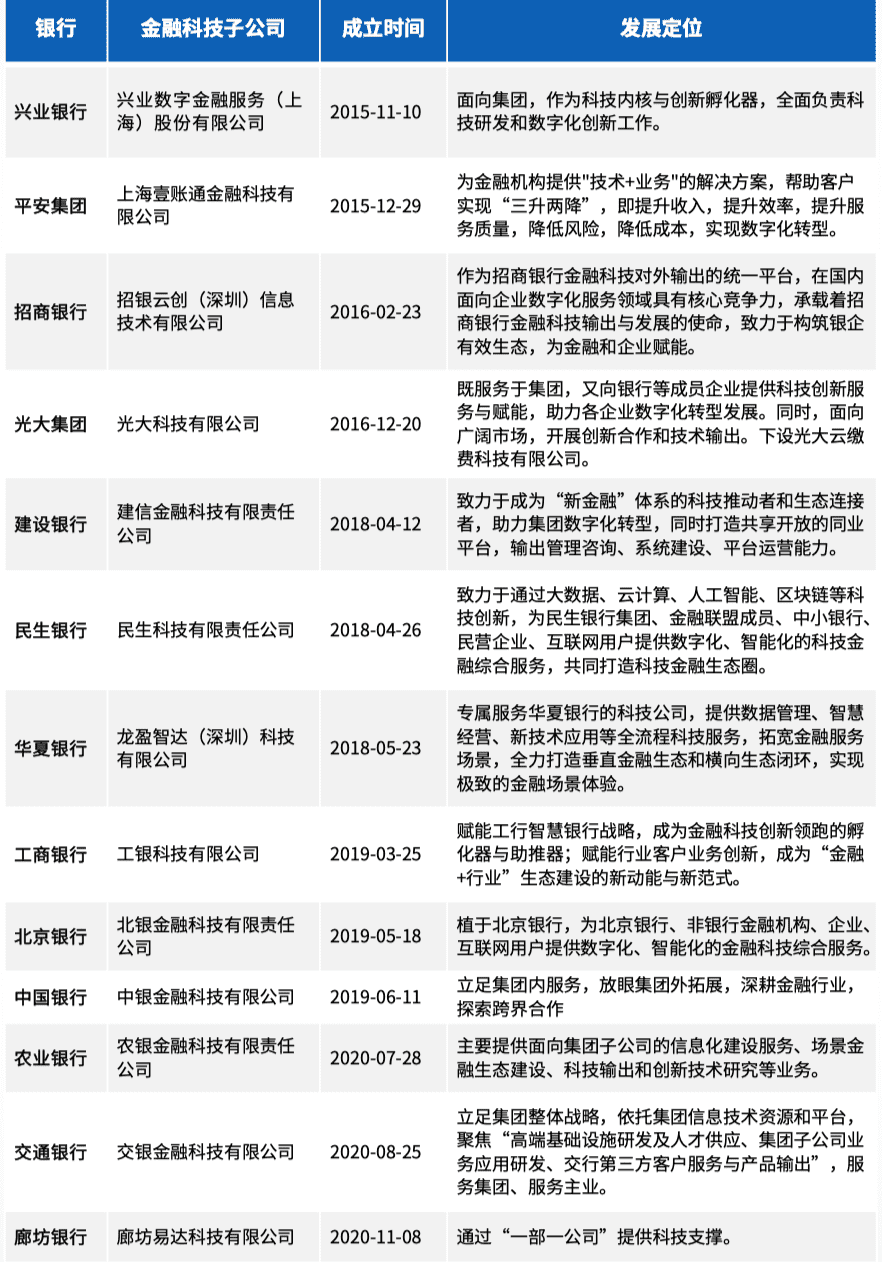 银行 金融科技子公司 成立时间 发展定位
兴业银行
兴业数字金融服务（上
海）股份有限公司
2015-11-10
面向集团，作为科技内核与创新孵化器，全面负责科
技研发和数字化创新工作。
平安集团
上海壹账通金融科技有
限公司
2015-12-29
为金融机构提供"技术+业务"的解决方案，帮助客户
实现“三升两降”，即提升收入，提升效率，提升服
务质量，降低风险，降低成本，实现数字化转型。
招商银行
招银云创（深圳）信息
技术有限公司
2016-02-23
作为招商银行金融科技对外输出的统一平台，在国内
面向企业数字化服务领域具有核心竞争力，承载着招
商银行金融科技输出与发展的使命，致力于构筑银企
有效生态，为金融和企业赋能。
光大集团
光大科技有限公司
2016-12-20
既服务于集团，又向银行等成员企业提供科技创新服
务与赋能，助力各企业数字化转型发展。同时，面向
广阔市场，开展创新合作和技术输出。下设光大云缴
费科技有限公司。
建设银行
建信金融科技有限责任
公司
2018-04-12
致力于成为“新金融”体系的科技推动者和生态连接
者，助力集团数字化转型，同时打造共享开放的同业
平台，输出管理咨询、系统建设、平台运营能力。
民生银行
民生科技有限责任公司
2018-04-26
致力于通过大数据、云计算、人工智能、区块链等科
技创新，为民生银行集团、金融联盟成员、中小银行、
民营企业、互联网用户提供数字化、智能化的科技金
融综合服务，共同打造科技金融生态圈。
华夏银行
龙盈智达（深圳）科技
有限公司
2018-05-23
专属服务华夏银行的科技公司，提供数据管理、智慧
经营、新技术应用等全流程科技服务，拓宽金融服务
场景，全力打造垂直金融生态和横向生态闭环，实现
极致的金融场景体验。
工商银行
工银科技有限公司
2019-03-25
赋能工行智慧银行战略，成为金融科技创新领跑的孵
化器与助推器；赋能行业客户业务创新，成为“金融
+行业”生态建设的新动能与新范式。
北京银行
北银金融科技有限责任
公司
2019-05-18
植于北京银行，为北京银行、非银行金融机构、企业、
互联网用户提供数字化、智能化的金融科技综合服务。
中国银行
中银金融科技有限公司
2019-06-11
立足集团内服务，放眼集团外拓展，深耕金融行业，
探索跨界合作
农业银行
农银金融科技有限责任
公司
2020-07-28
主要提供面向集团子公司的信息化建设服务、场景金
融生态建设、科技输出和创新技术研究等业务。
交通银行
交银金融科技有限公司
2020-08-25
立足集团整体战略，依托集团信息技术资源和平台，
聚焦“高端基础设施研发及人才供应、集团子公司业
务应用研发、交行第三方客户服务与产品输出”，服
务集团、服务主业。
廊坊银行
廊坊易达科技有限公司
2020-11-08
通过“一部一公司”提供科技支撑。